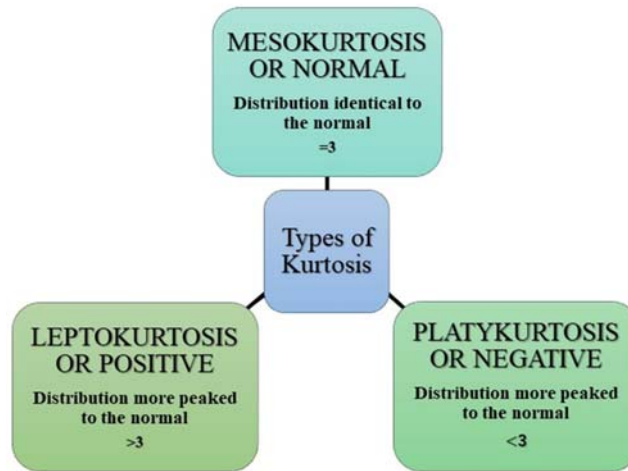 MESOKURTOSIS
OR NORMAL
Distribution identical to
the normal
=3
Types of
Kurtosis
LEPTOKURTOSIS
OR POSITIVE
Distribution more peaked
to the normal
>3
PLATYKURTOSIS
OR NEGATIVE
Distribution more peaked
to the normal
<3